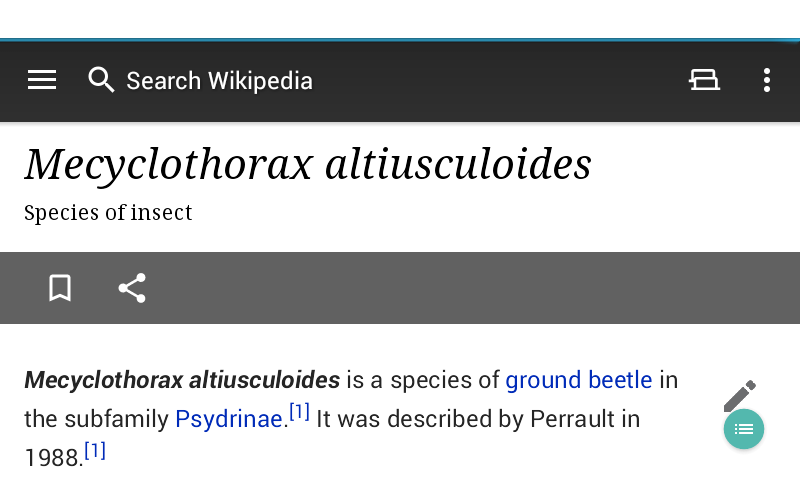 Search Wikipedia
Mecyclothorax altiusculoides
Species of insect
Mecyclothorax altiusculoides is a species of ground beetle in
the subfamily Psydrinae.[1] It was described by Perrault in
1988.[1]